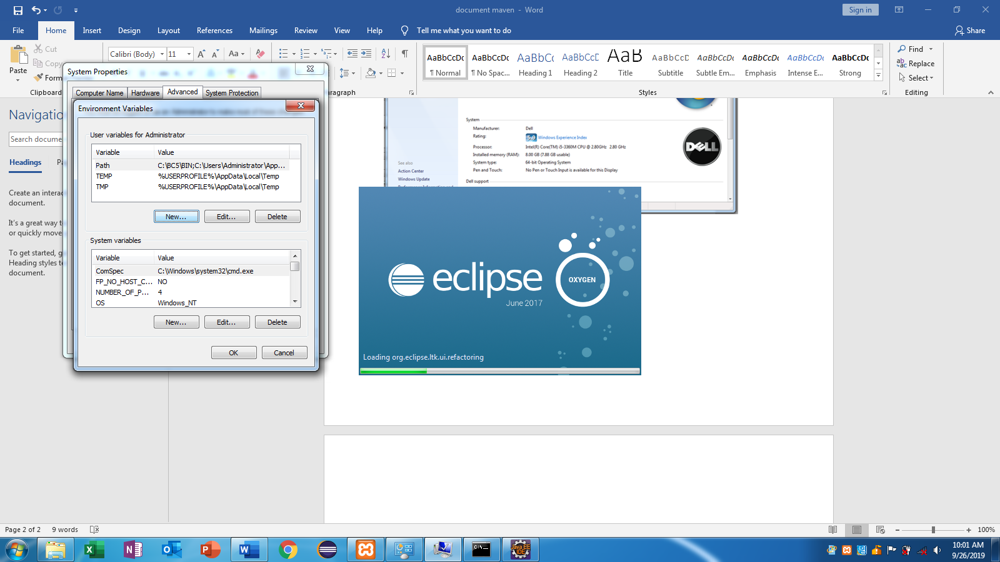 document maven - Word
Sign in
File
Home
Insert
Design
Layout
References
Mailings
Review
View
Help
Tell me what you want to do
Share
Paste
Cut
Copy
Clipboard
Calibri (Body)
11
Aa
AaBbCcDc
¶ Normal
AaBbCcDc
¶ No Spac...
AaBbCc
Heading 1
AaBbCcD
Heading 2
AaB
Title
AaBbCcD
Subtitle
AaBbCcDc
Subtle Em...
AaBbCcDc
Emphasis
AaBbCcDc
Intense E...
AaBbCcDc
Strong
Styles
Find
Replace
Select
Editing
System Properties
Computer Name
Hardware
Advanced
System Protection
Environment Variables
User variables for Administrator
Variable Value
Path C:\BC5\BIN;C:\Users\Administrator\App...
TEMP %USERPROFILE%\AppData\Local\Temp
TMP %USERPROFILE%\AppData\Local\Temp
New... Edit... Delete
System variables
Variable Value
ComSpec C:\Windows\system32\cmd.exe
FP_NO_HOST_C... NO
NUMBER_OF_P... 4
OS Windows_NT
New... Edit... Delete
OK Cancel
Search
Headings
Create an
document.
It's a great way
or quickly move
To get started,
Heading styles
document.
System
Manufacturer: Dell
Rating: 5.9 Windows Experience Index
Processor: Intel(R) Core(TM) i5-3360M CPU @ 2.80GHz 2.80 GHz
Installed memory (RAM): 8.00 GB (7.88 GB usable)
System type: 64-bit Operating System
Pen and Touch: No Pen or Touch Input is available for this Display
Dell support
See also
Action Center
Windows Update
DELL
eclipse
OXYGEN
June 2017
Loading org.eclipse.ltk.ui.refactoring
Page 2 of 2 9 words
100%
Java EE
IDE
10:01 AM
9/26/2019